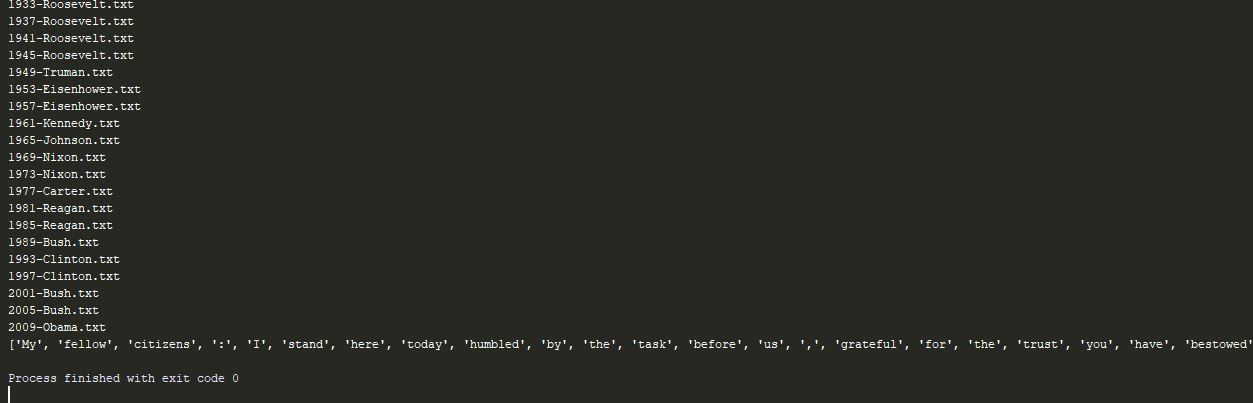 1933-Roosevelt.txt
1937-Roosevelt.txt
1941-Roosevelt.txt
1945-Roosevelt.txt
1949-Truman.txt
1953-Eisenhower.txt
1957-Eisenhower.txt
1961-Kennedy.txt
1965-Johnson.txt
1969-Nixon.txt
1973-Nixon.txt
1977-Carter.txt
1981-Reagan.txt
1985-Reagan.txt
1989-Bush.txt
1993-Clinton.txt
1997-Clinton.txt
2001-Bush.txt
2005-Bush.txt
2009-Obama.txt
['My', 'fellow', 'citizens', ':', 'I', 'stand', 'here', 'today', 'humbled', 'by', 'the', 'task', 'before', 'us', ',', 'grateful', 'for', 'the', 'trust', 'you', 'have', 'bestowed'
Process finished with exit code 0